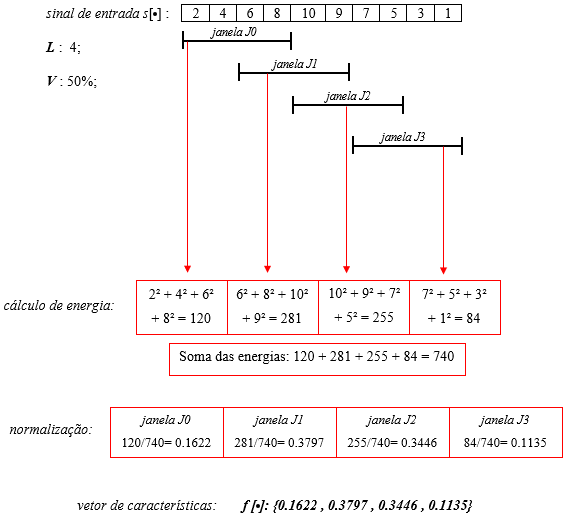 sinal de entrada s[•] : 2 4 6 8 10 9 7 5 3 1
janela J0
L : 4;
janela J1
V : 50%;
janela J2
janela J3
cálculo de energia:
2² + 4² + 6²
+ 8² = 120
6² + 8² + 10²
+ 9² = 281
10² + 9² + 7²
+ 5² = 255
7² + 5² + 3²
+ 1² = 84
Soma das energias: 120 + 281 + 255 + 84 = 740
normalização:
janela J0
120/740= 0.1622
janela J1
281/740= 0.3797
janela J2
255/740= 0.3446
janela J3
84/740= 0.1135
vetor de características: f [•]: {0.1622 , 0.3797 , 0.3446 , 0.1135}